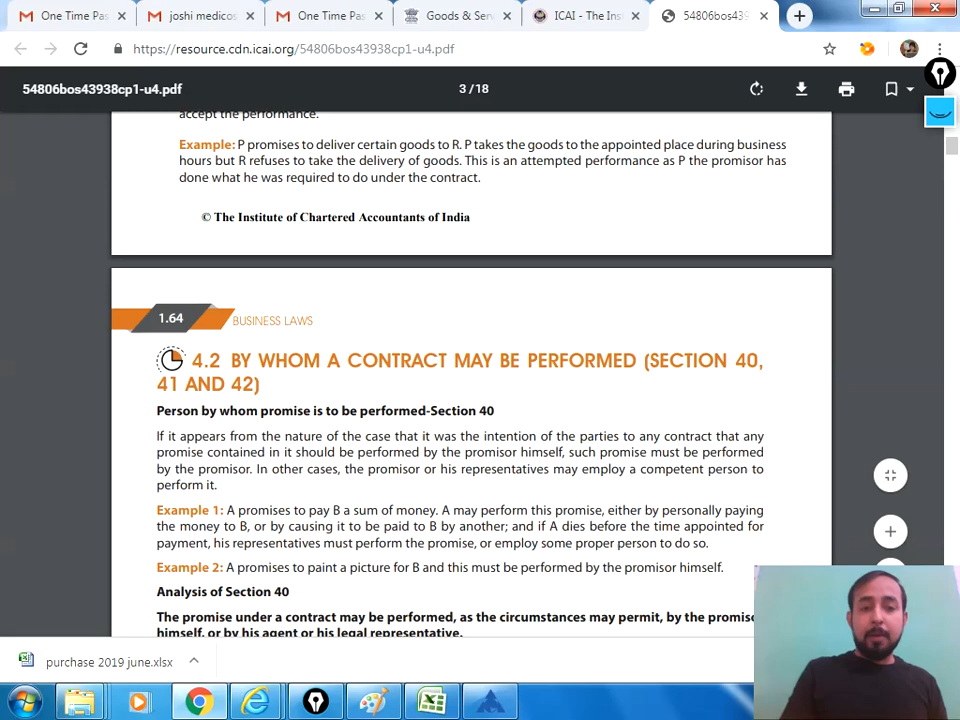 One Time Pas
joshi medicos
One Time Pas
Goods & Serv
ICAI - The Ins
54806bos439
https://resource.cdn.icai.org/54806bos43938cp1-u4.pdf
54806bos43938cp1-u4.pdf
3 / 18
accept the performance.
Example: P promises to deliver certain goods to R. P takes the goods to the appointed place during business
hours but R refuses to take the delivery of goods. This is an attempted performance as P the promisor has
done what he was required to do under the contract.
© The Institute of Chartered Accountants of India
1.64
BUSINESS LAWS
4.2 BY WHOM A CONTRACT MAY BE PERFORMED (SECTION 40,
41 AND 42)
Person by whom promise is to be performed-Section 40
If it appears from the nature of the case that it was the intention of the parties to any contract that any
promise contained in it should be performed by the promisor himself, such promise must be performed
by the promisor. In other cases, the promisor or his representatives may employ a competent person to
perform it.
Example 1: A promises to pay B a sum of money. A may perform this promise, either by personally paying
the money to B, or by causing it to be paid to B by another; and if A dies before the time appointed for
payment, his representatives must perform the promise, or employ some proper person to do so.
Example 2: A promises to paint a picture for B and this must be performed by the promisor himself.
Analysis of Section 40
The promise under a contract may be performed, as the circumstances may permit, by the promiso
himself, or by his agent or his legal representative.
purchase 2019 june.xlsx